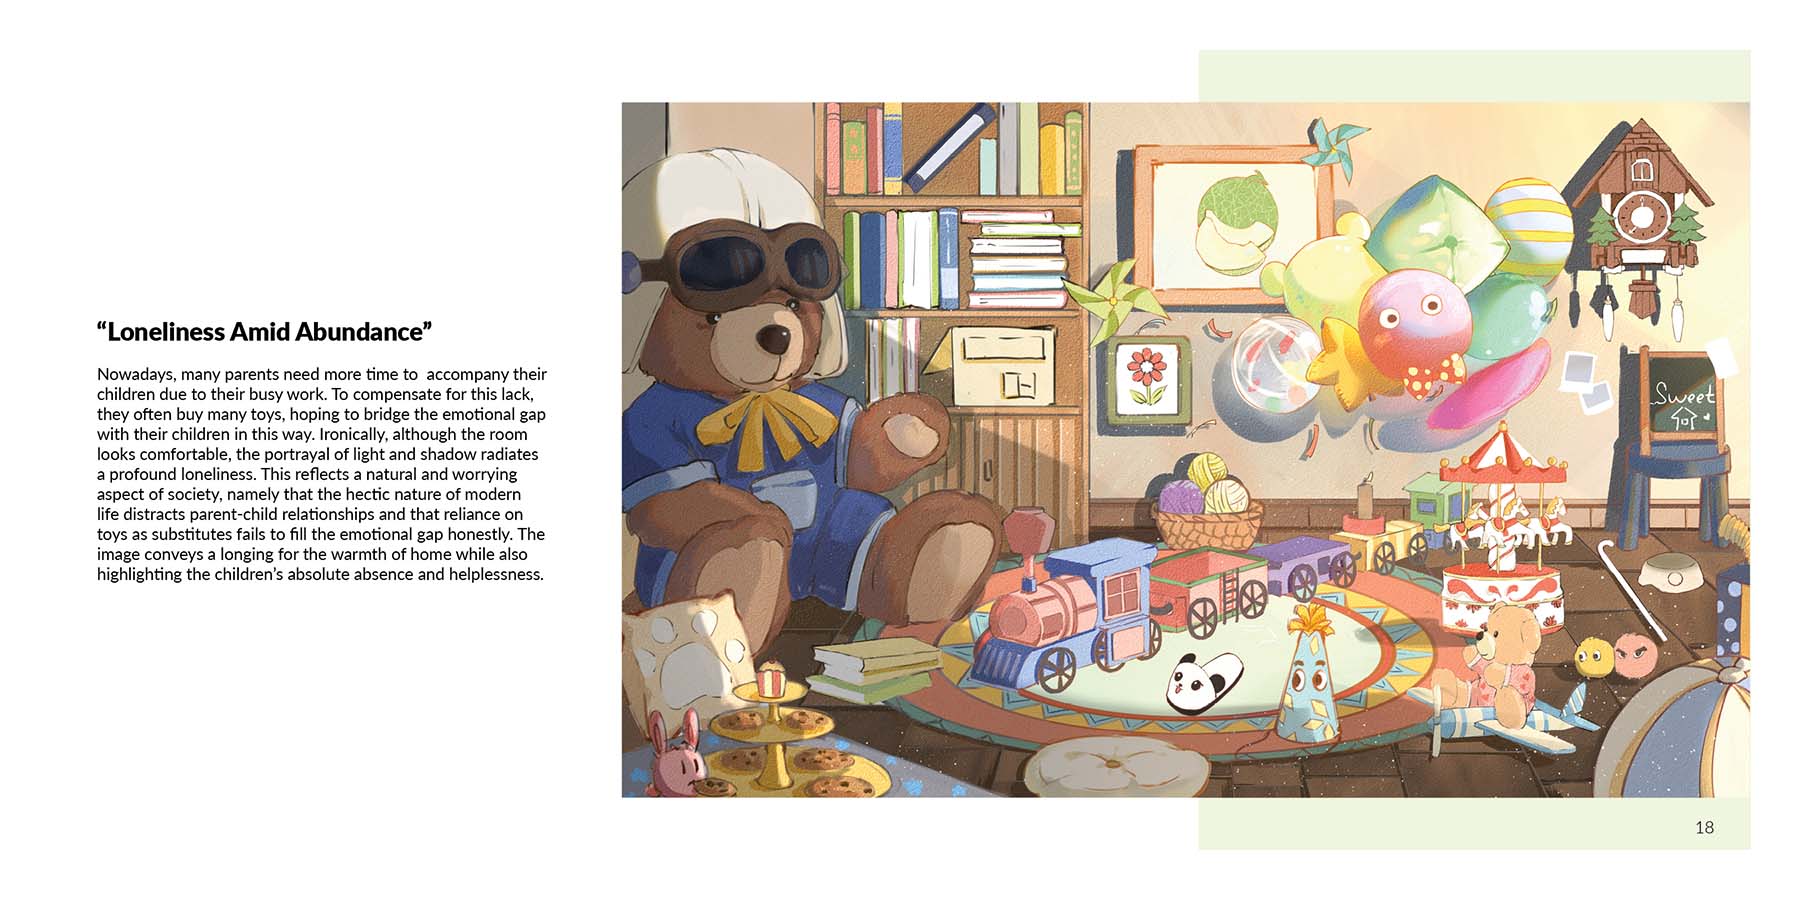 “Loneliness Amid Abundance”
Nowadays, many parents need more time to  accompany their
children due to their busy work. To compensate for this lack,
they often buy many toys, hoping to bridge the emotional gap
with their children in this way. Ironically, although the room
looks comfortable, the portrayal of light and shadow radiates
a profound loneliness. This reflects a natural and worrying
aspect of society, namely that the hectic nature of modern
life distracts parent-child relationships and that reliance on
toys as substitutes fails to fill the emotional gap honestly. The
image conveys a longing for the warmth of home while also
highlighting the children’s absolute absence and helplessness.
Sweet
18